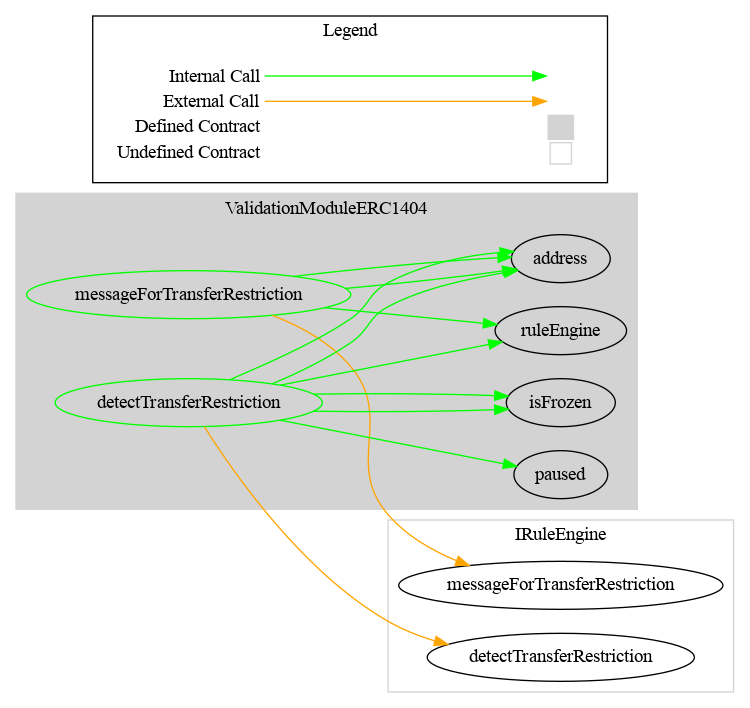 Legend
Internal Call
External Call
Defined Contract
Undefined Contract
ValidationModuleERC1404
messageForTransferRestriction
detectTransferRestriction
address
ruleEngine
isFrozen
paused
IRuleEngine
messageForTransferRestriction
detectTransferRestriction